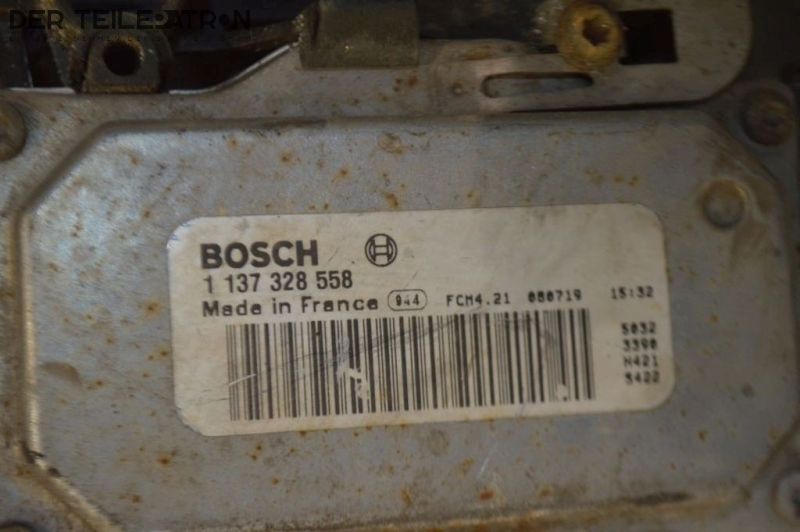 DER TEILEPATRON
BOSCH
1 137 328 558
Made in France 944 FCM4.21 080719 15:32
5032
3390
N421
5422